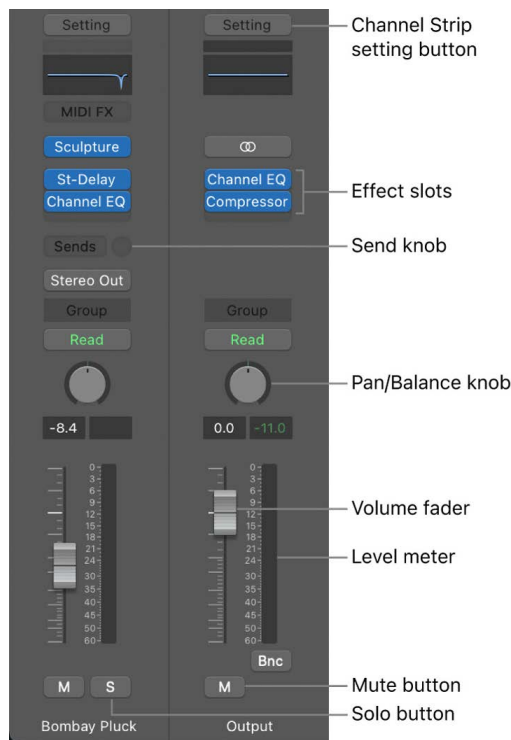 Setting
Setting
Channel Strip
setting button
MIDI FX
Sculpture
St-Delay
Channel EQ
Channel EQ
Compressor
Effect slots
Sends
Send knob
Stereo Out
Group
Group
Read
Read
Pan/Balance knob
-8.4
0.0
-11.0
0
3
6
9
12
15
18
21
24
30
35
40
45
50
60
0
3
6
9
12
15
18
21
24
30
35
40
45
50
60
Volume fader
Level meter
Bnc
M
S
M
Mute button
Solo button
Bombay Pluck
Output